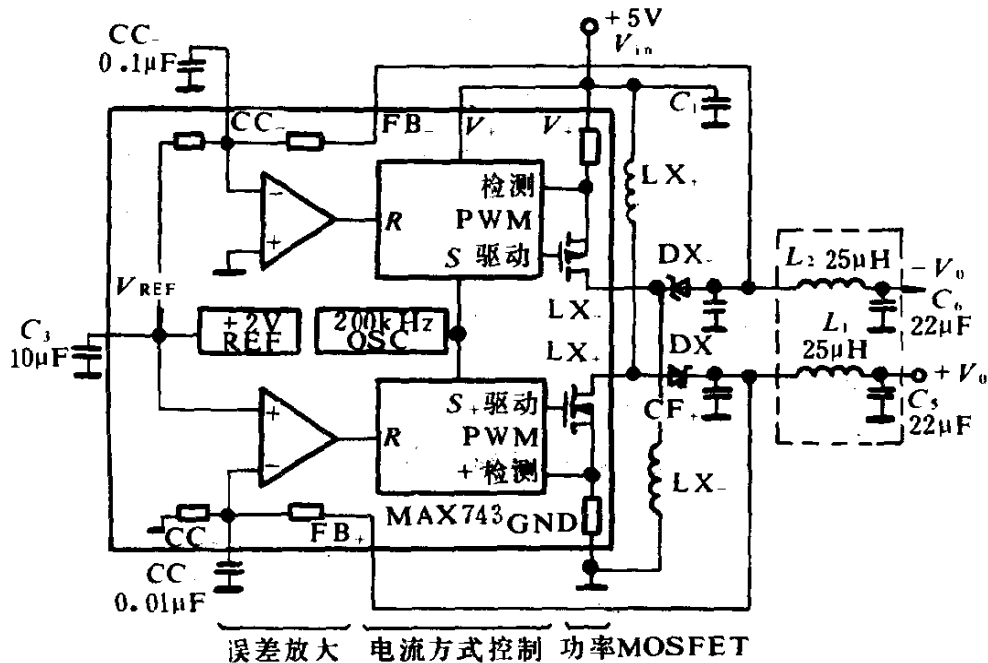 +5V
Vin
CC-
0.1μF
C1
CC-
FB-
V+
V+
检测
LX+
R
PWM
S 驱动
DX-
L2 25μH
-V0
VREF
LX-
C6
22μF
C3
10μF
+2V
REF
200kHz
OSC
L1
25μH
LX+
DX
+V0
S+驱动
CF+
C5
22μF
R
PWM
+检测
LX-
MAX743
GND
CC
FB+
CC
0.01μF
误差放大
电流方式控制
功率MOSFET